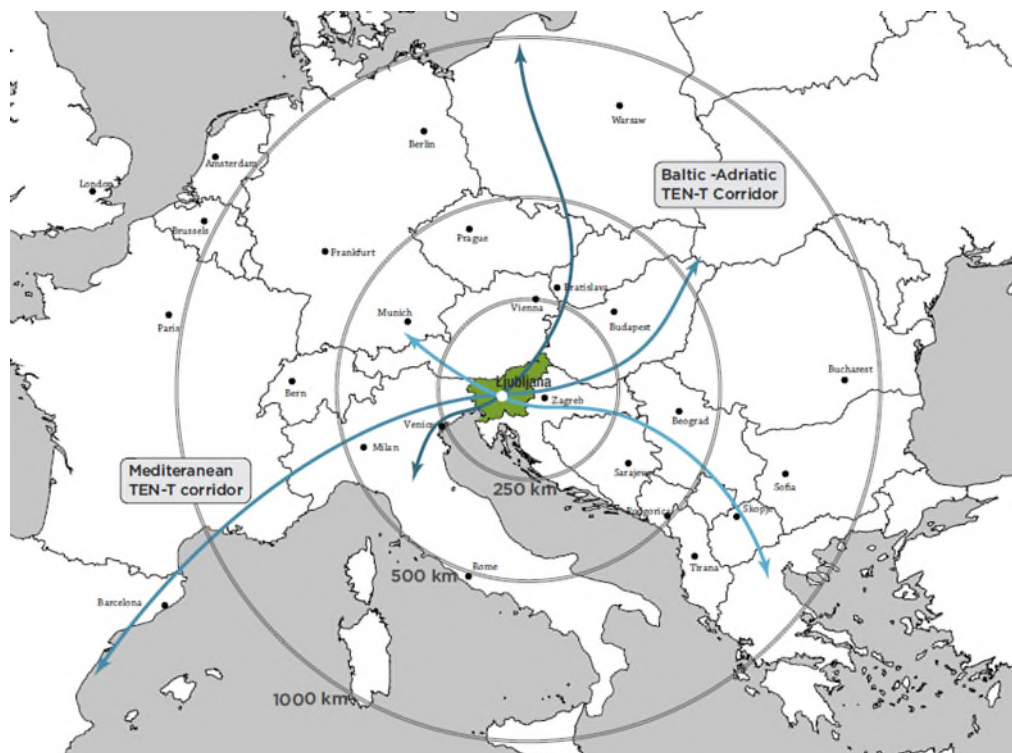 Warsaw
Berlin
Amsterdam
London
Baltic -Adriatic
TEN-T Corridor
Brussels
Prague
Frankfurt
Bratislava
Vienna
Munich
Budapest
Paris
Ljubljana
Bern
Bucharest
Zagreb
Beograd
Venice
Milan
Mediteranean
TEN-T corridor
Sarajewo
Sofia
250 km
Podgorica
Skopje
Tirana
500 km
Rome
Barcelona
1000 km